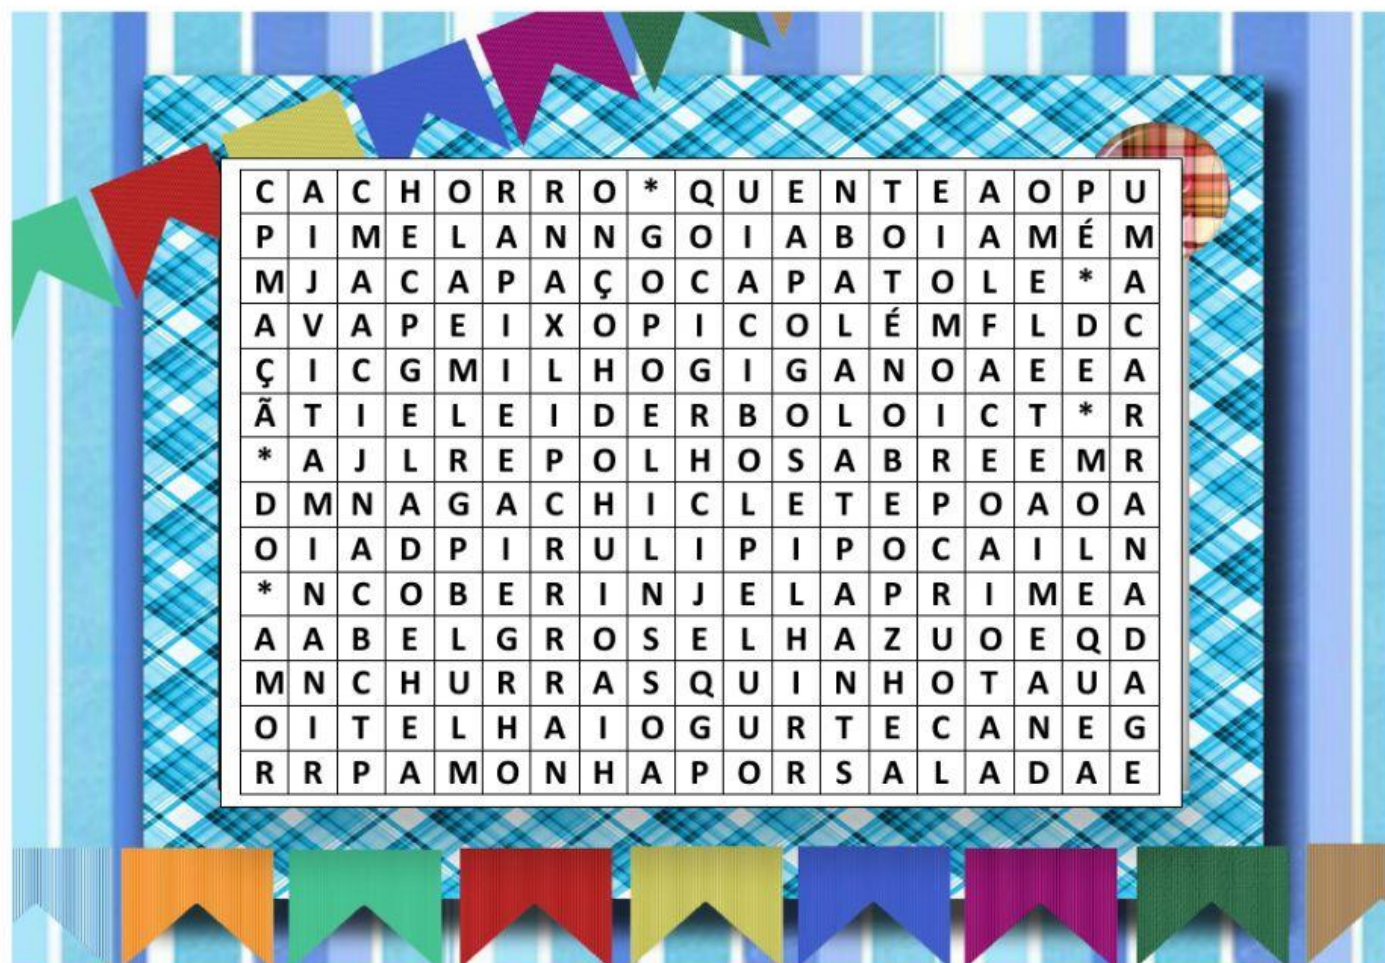 C A C H O R R O * Q U E N T E A O P U
P I M E L A N N G O I A B O I A M É M
M J A C A P A Ç O C A P A T O L E * A
A V A P E I X O P I C O L É M F L D C
Ç I C G M I L H O G I G A N O A E E A
Ã T I E L E I D E R B O L O I C T * R
* A J L R E P O L H O S A B R E E M R
D M N A G A C H I C L E T E P O A O A
O I A D P I R U L I P I P O C A I L N
* N C O B E R I N J E L A P R I M E A
A A B E L G R O S E L H A Z U O E Q D
M N C H U R R A S Q U I N H O T A U A
O I T E L H A I O G U R T E C A N E G
R R P A M O N H A P O R S A L A D A E